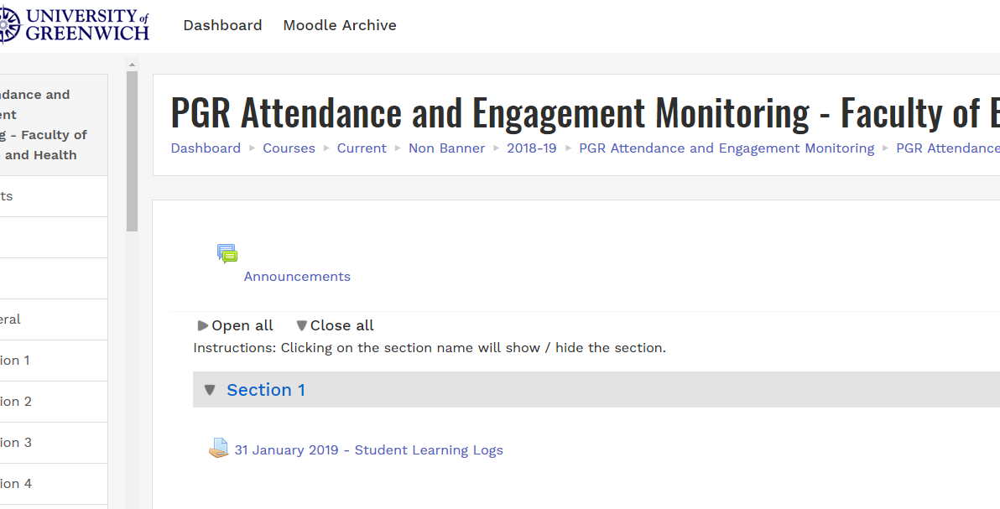 UNIVERSITY of
GREENWICH
Dashboard Moodle Archive
dance and
ent
g - Faculty of
and Health
ts
eral
ion 1
ion 2
ion 3
ion 4
PGR Attendance and Engagement Monitoring - Faculty of E
Dashboard Courses Current Non Banner 2018-19 PGR Attendance and Engagement Monitoring PGR Attendance
Announcements
Open all Close all
Instructions: Clicking on the section name will show / hide the section.
Section 1
31 January 2019 - Student Learning Logs